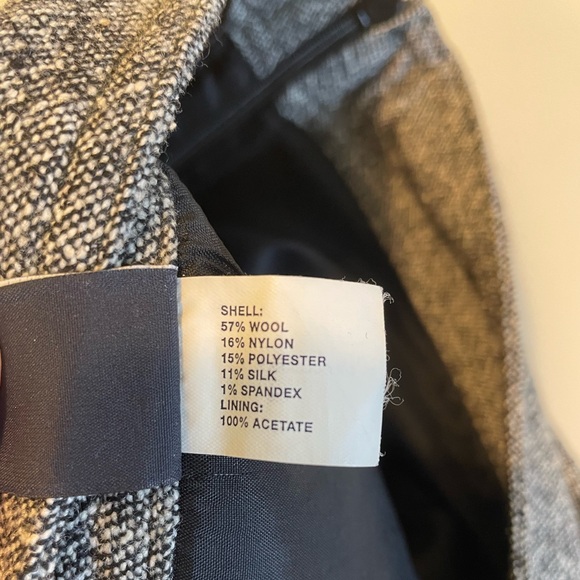 SHELL:
57% WOOL
16% NYLON
15% POLYESTER
11% SILK
1% SPANDEX
LINING:
100% ACETATE